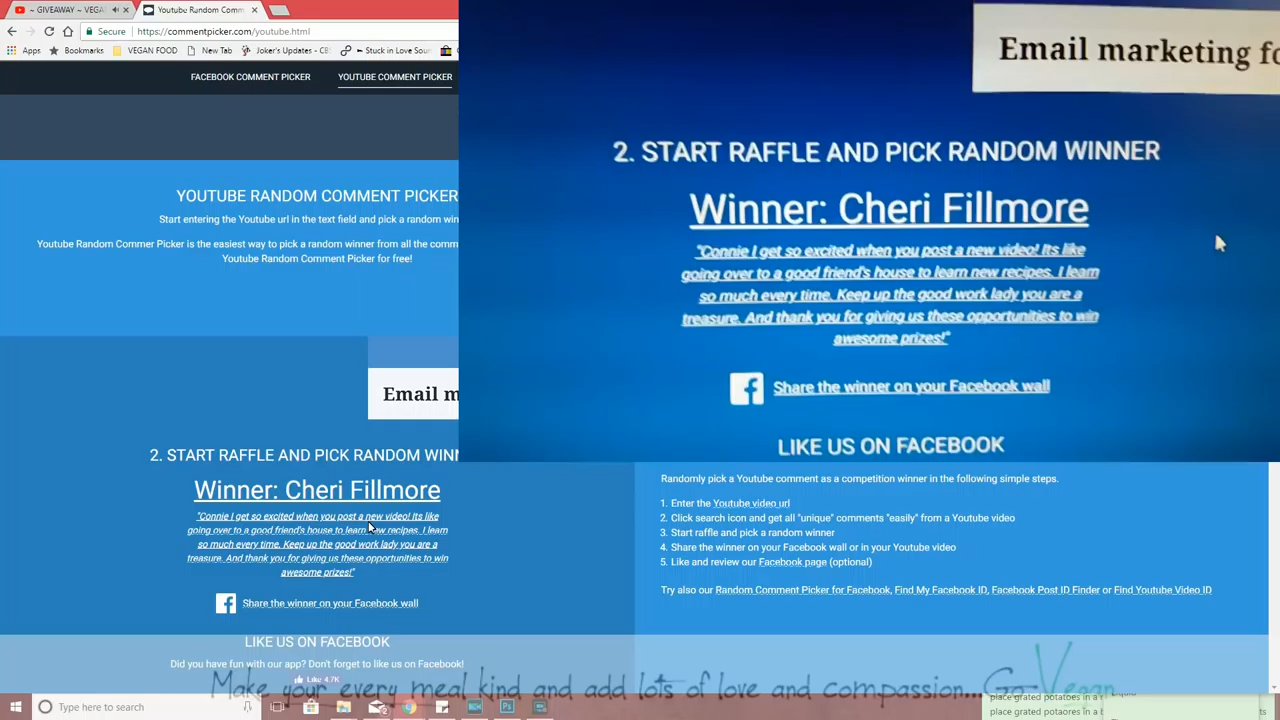 ~ GIVEAWAY ~ VEGA
Youtube Random Comm
Secure
https://commentpicker.com/youtube.html
Apps
Bookmarks
VEGAN FOOD
New Tab
Joker's Updates - CB
Stuck in Love Sour
FACEBOOK COMMENT PICKER
YOUTUBE COMMENT PICKER
YOUTUBE RANDOM COMMENT PICKER
Start entering the Youtube url in the text field and pick a random win
Youtube Random Commer Picker is the easiest way to pick a random winner from all the comm
Youtube Random Comment Picker for free!
Email m
2. START RAFFLE AND PICK RANDOM WINN
Winner: Cheri Fillmore
"Connie I get so excited when you post a new video! Its like
going over to a good friend's house to learn new recipes. I learn
so much every time. Keep up the good work lady you are a
treasure. And thank you for giving us these opportunities to win
awesome prizes!"
Share the winner on your Facebook wall
LIKE US ON FACEBOOK
Did you have fun with our app? Don't forget to like us on Facebook!
Like 4.7K
Email marketing fo
2. START RAFFLE AND PICK RANDOM WINNER
Winner: Cheri Fillmore
"Connie I get so excited when you post a new video! Its like
going over to a good friend's house to learn new recipes. I learn
so much every time. Keep up the good work lady you are a
treasure. And thank you for giving us these opportunities to win
awesome prizes!"
Share the winner on your Facebook wall
LIKE US ON FACEBOOK
Randomly pick a Youtube comment as a competition winner in the following simple steps.
1. Enter the Youtube video url
2. Click search icon and get all "unique" comments "easily" from a Youtube video
3. Start raffle and pick a random winner
4. Share the winner on your Facebook wall or in your Youtube video
5. Like and review our Facebook page (optional)
Try also our Random Comment Picker for Facebook, Find My Facebook ID, Facebook Post ID Finder or Find Youtube Video ID
Make your every meal kind and add lots of love and compassion...Go Vegan
Type here to search
place grated potatoes in a
place grated potaores in a b